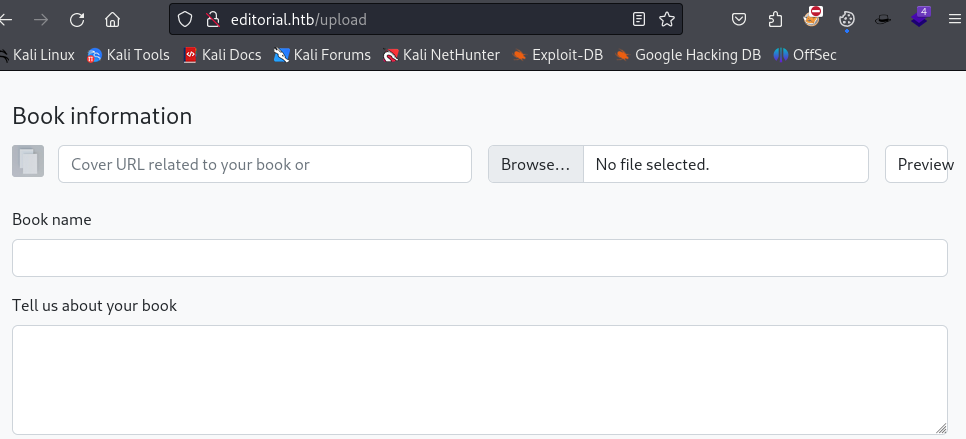 editorial.htb/upload
4
Kali Linux Kali Tools Kali Docs Kali Forums Kali NetHunter Exploit-DB Google Hacking DB OffSec
Book information
Cover URL related to your book or Browse... No file selected. Preview
Book name
Tell us about your book